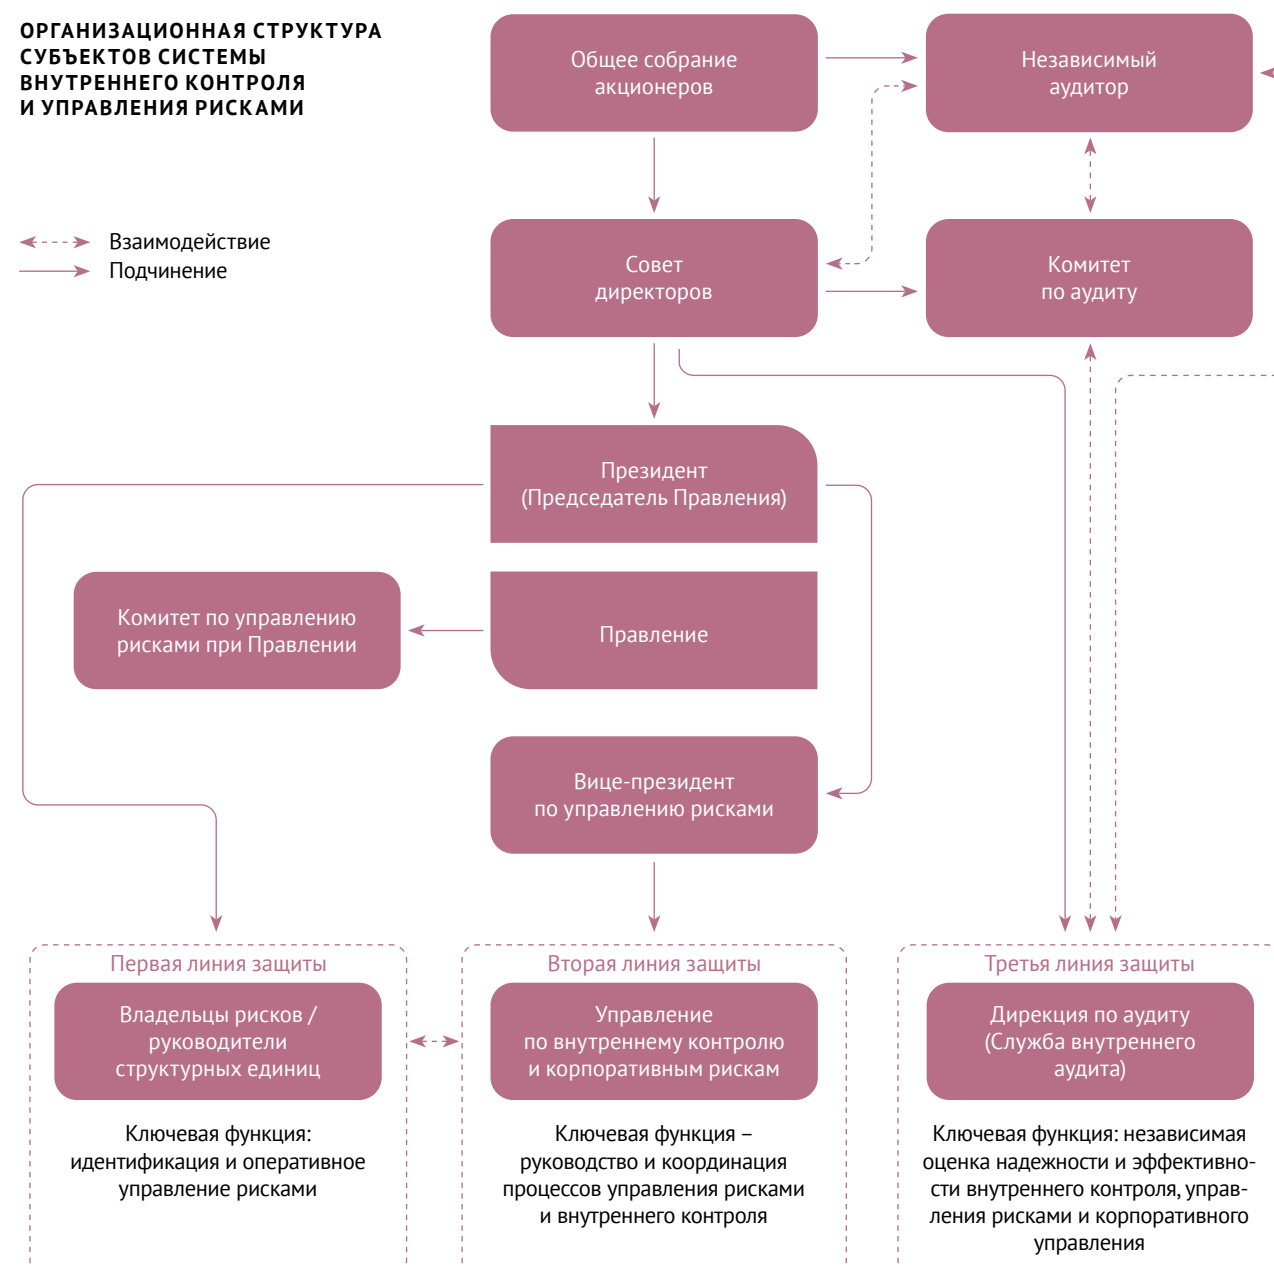 ОРГАНИЗАЦИОННАЯ СТРУКТУРА
СУБЪЕКТОВ СИСТЕМЫ
ВНУТРЕННЕГО КОНТРОЛЯ
И УПРАВЛЕНИЯ РИСКАМИ
Взаимодействие
Подчинение
Общее собрание
акционеров
Независимый
аудитор
Совет
директоров
Комитет
по аудиту
Президент
(Председатель Правления)
Комитет по управлению
рисками при Правлении
Правление
Вице-президент
по управлению рисками
Первая линия защиты
Владельцы рисков /
руководители
структурных единиц
Ключевая функция:
идентификация и оперативное
управление рисками
Вторая линия защиты
Управление
по внутреннему контролю
и корпоративным рискам
Ключевая функция –
руководство и координация
процессов управления рисками
и внутреннего контроля
Третья линия защиты
Дирекция по аудиту
(Служба внутреннего
аудита)
Ключевая функция: независимая
оценка надежности и эффективно-
сти внутреннего контроля, управ-
ления рисками и корпоративного
управления